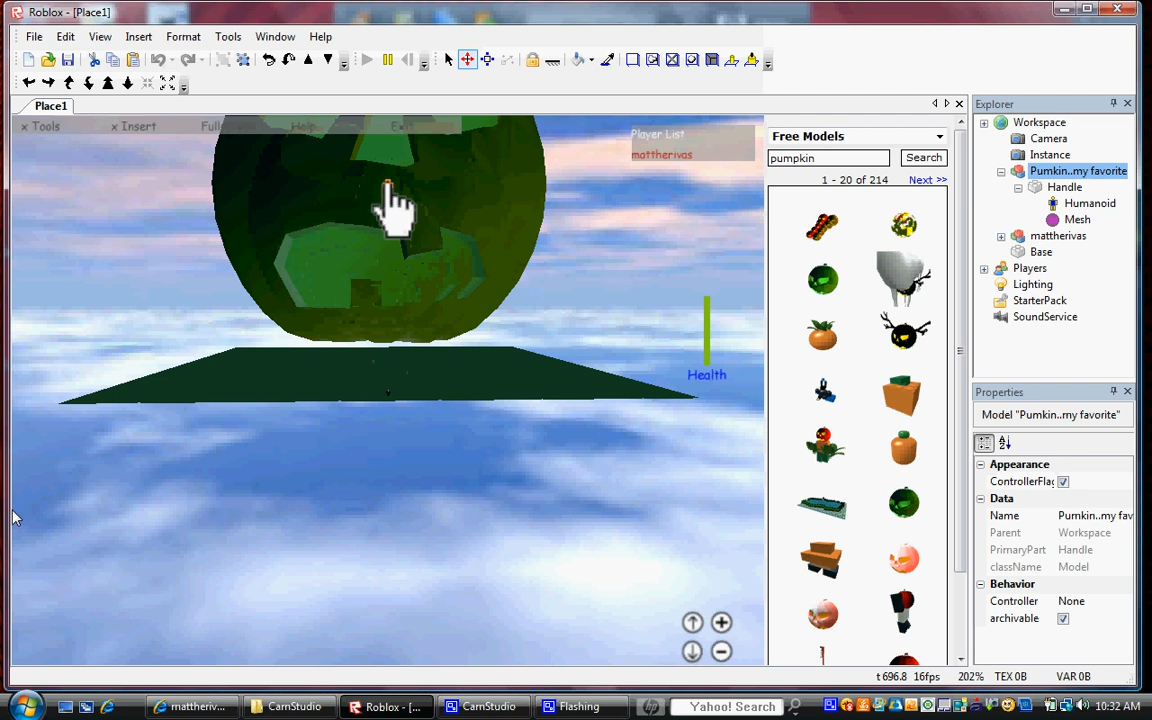 Roblox - [Place1]
File Edit View Insert Format Tools Window Help
Place1
x Tools x Insert Help... Exit
Player List
mattherivas
Health
Free Models
pumpkin Search
1 - 20 of 214 Next >>
Explorer
Workspace
Camera
Instance
Pumkin..my favorite
Handle
Humanoid
Mesh
mattherivas
Base
Players
Lighting
StarterPack
SoundService
Properties
Model "Pumkin..my favorite"
Appearance
ControllerFlag
Data
Name Pumkin..my fav
Parent Workspace
PrimaryPart Handle
className Model
Behavior
Controller None
archivable
t 696.8 16fps 202% TEX 0B VAR 0B
mattheriv... CamStudio Roblox - [... CamStudio Flashing Yahoo! Search 10:32 AM